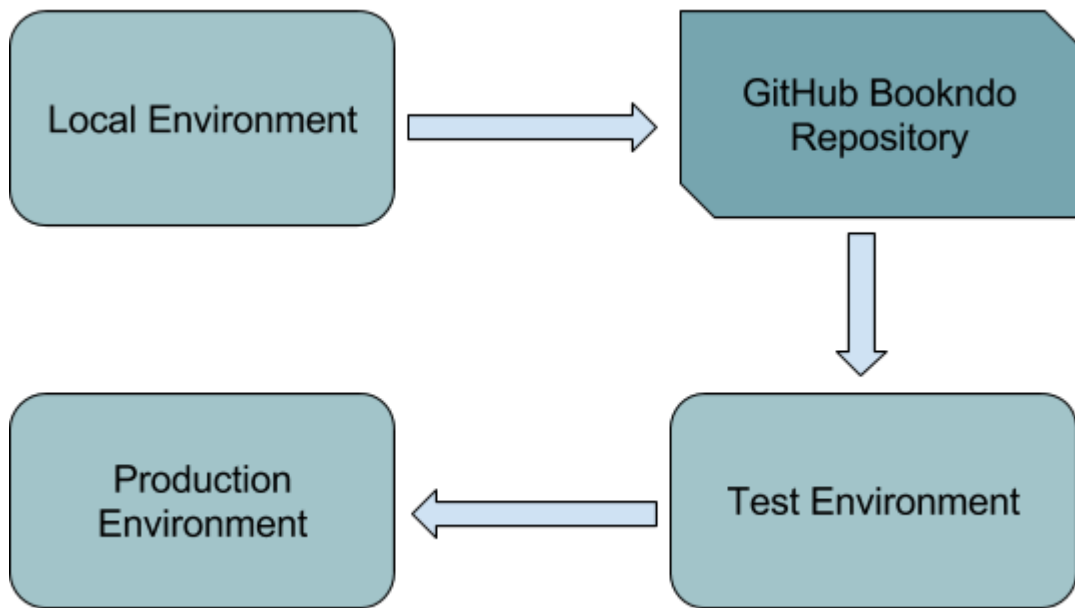 Local Environment
GitHub Bookndo
Repository
Production
Environment
Test Environment